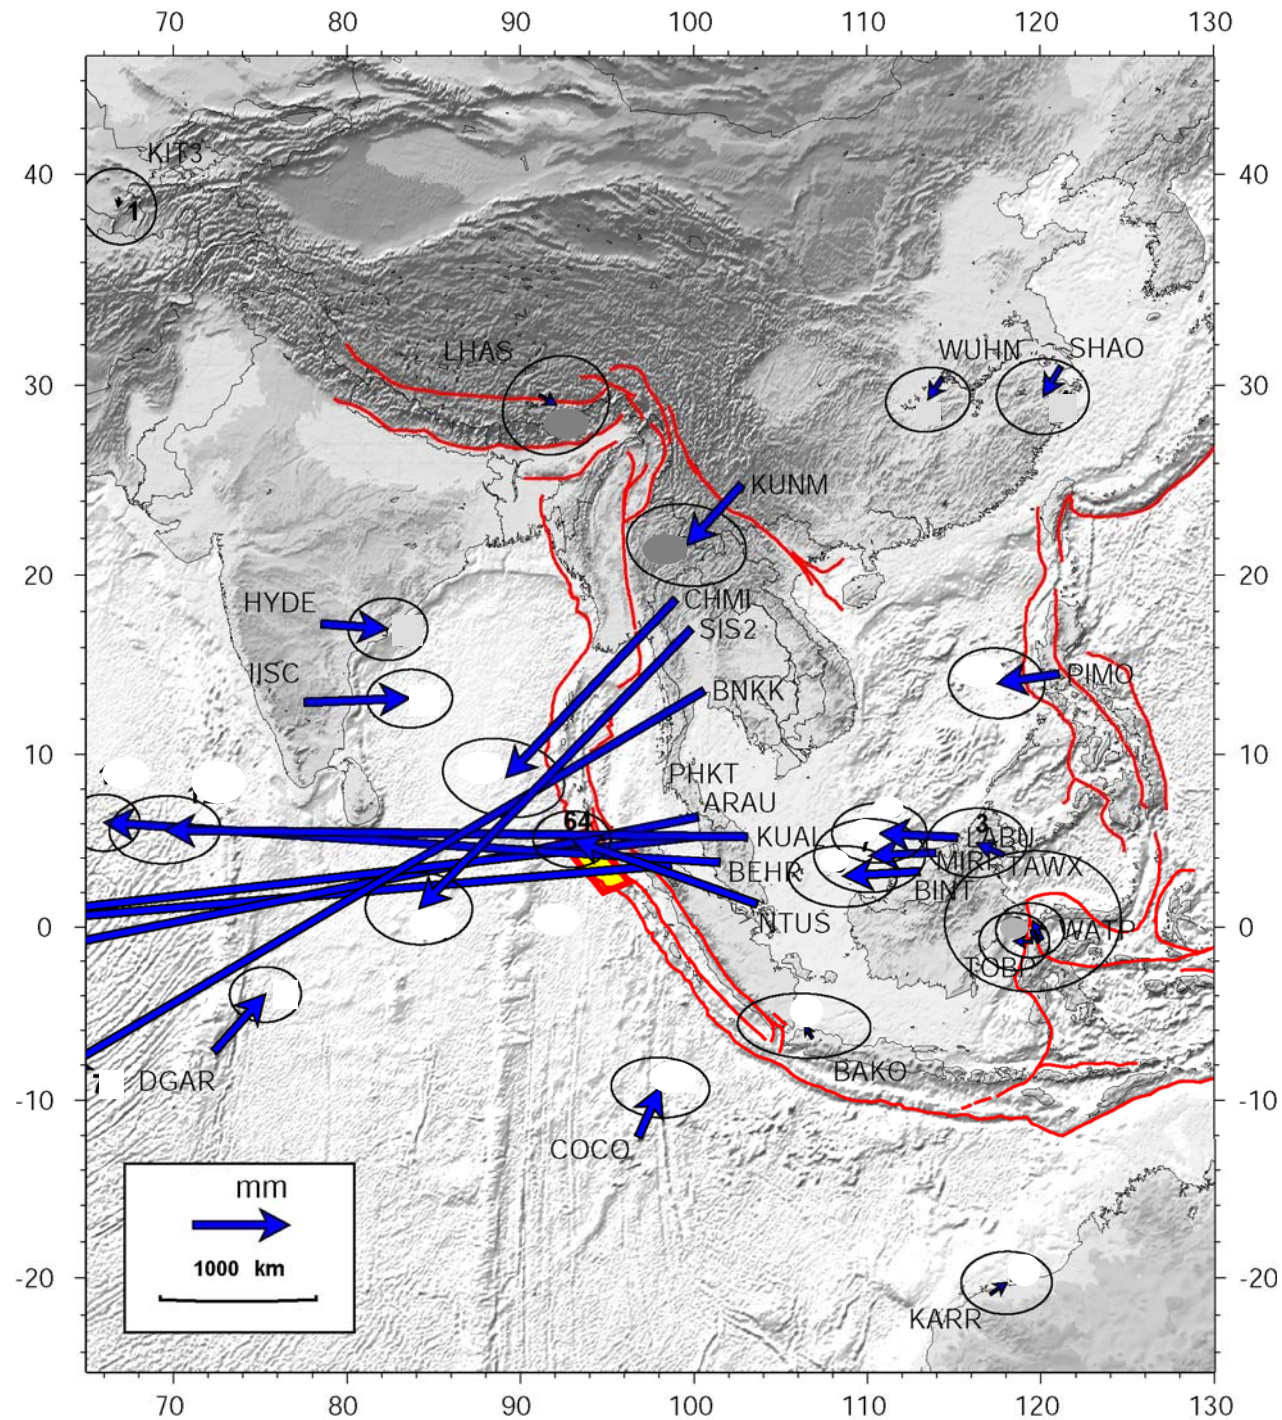 70 80 90 100 110 120 130
KIT3
40 40
1
LHAS
WUHN SHAO
30 30
KUNM
20 20
HYDE
CHMI
SIS2
IISC
BNKK
PIMO
10 10
PHKT
ARAU
64
3
KUAL
LABU
MIRI
TAWX
BEHR
BINT
NTUS
0 0
WATP
TOBP
DGAR
BAKO
-10 -10
COCO
mm
1000 km
-20 -20
KARR
70 80 90 100 110 120 130